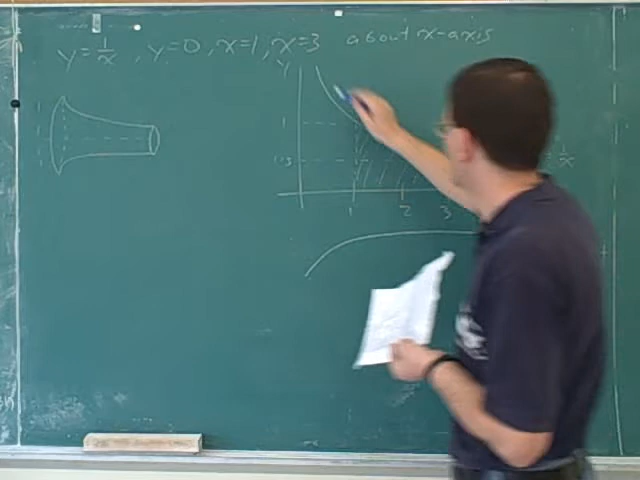 y = 1/x , y=0, x=1, x=3 about x-axis
y
1
1/3
1/x
1 2 3